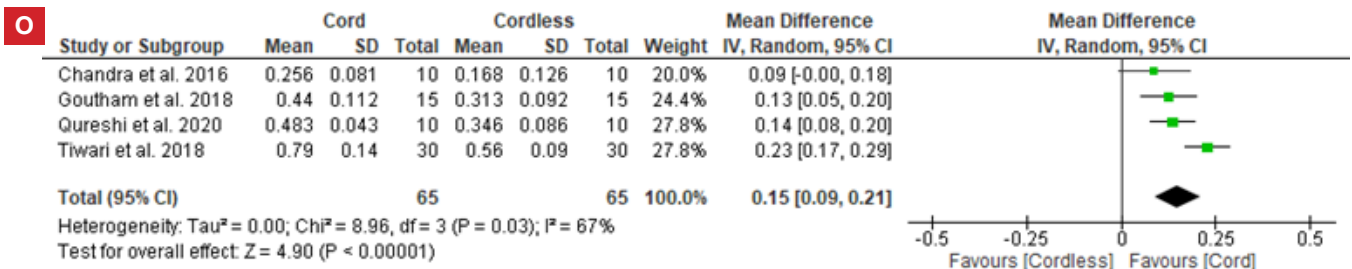 O
Cord Cordless Mean Difference Mean Difference
Study or Subgroup Mean SD Total Mean SD Total Weight IV, Random, 95% CI IV, Random, 95% CI
Chandra et al. 2016 0.256 0.081 10 0.168 0.126 10 20.0% 0.09 [-0.00, 0.18]
Goutham et al. 2018 0.44 0.112 15 0.313 0.092 15 24.4% 0.13 [0.05, 0.20]
Qureshi et al. 2020 0.483 0.043 10 0.346 0.086 10 27.8% 0.14 [0.08, 0.20]
Tiwari et al. 2018 0.79 0.14 30 0.56 0.09 30 27.8% 0.23 [0.17, 0.29]
Total (95% CI) 65 65 100.0% 0.15 [0.09, 0.21]
Heterogeneity: Tau² = 0.00; Chi² = 8.96, df = 3 (P = 0.03); I² = 67%
Test for overall effect: Z = 4.90 (P < 0.00001)
-0.5 -0.25 0 0.25 0.5
Favours [Cordless] Favours [Cord]